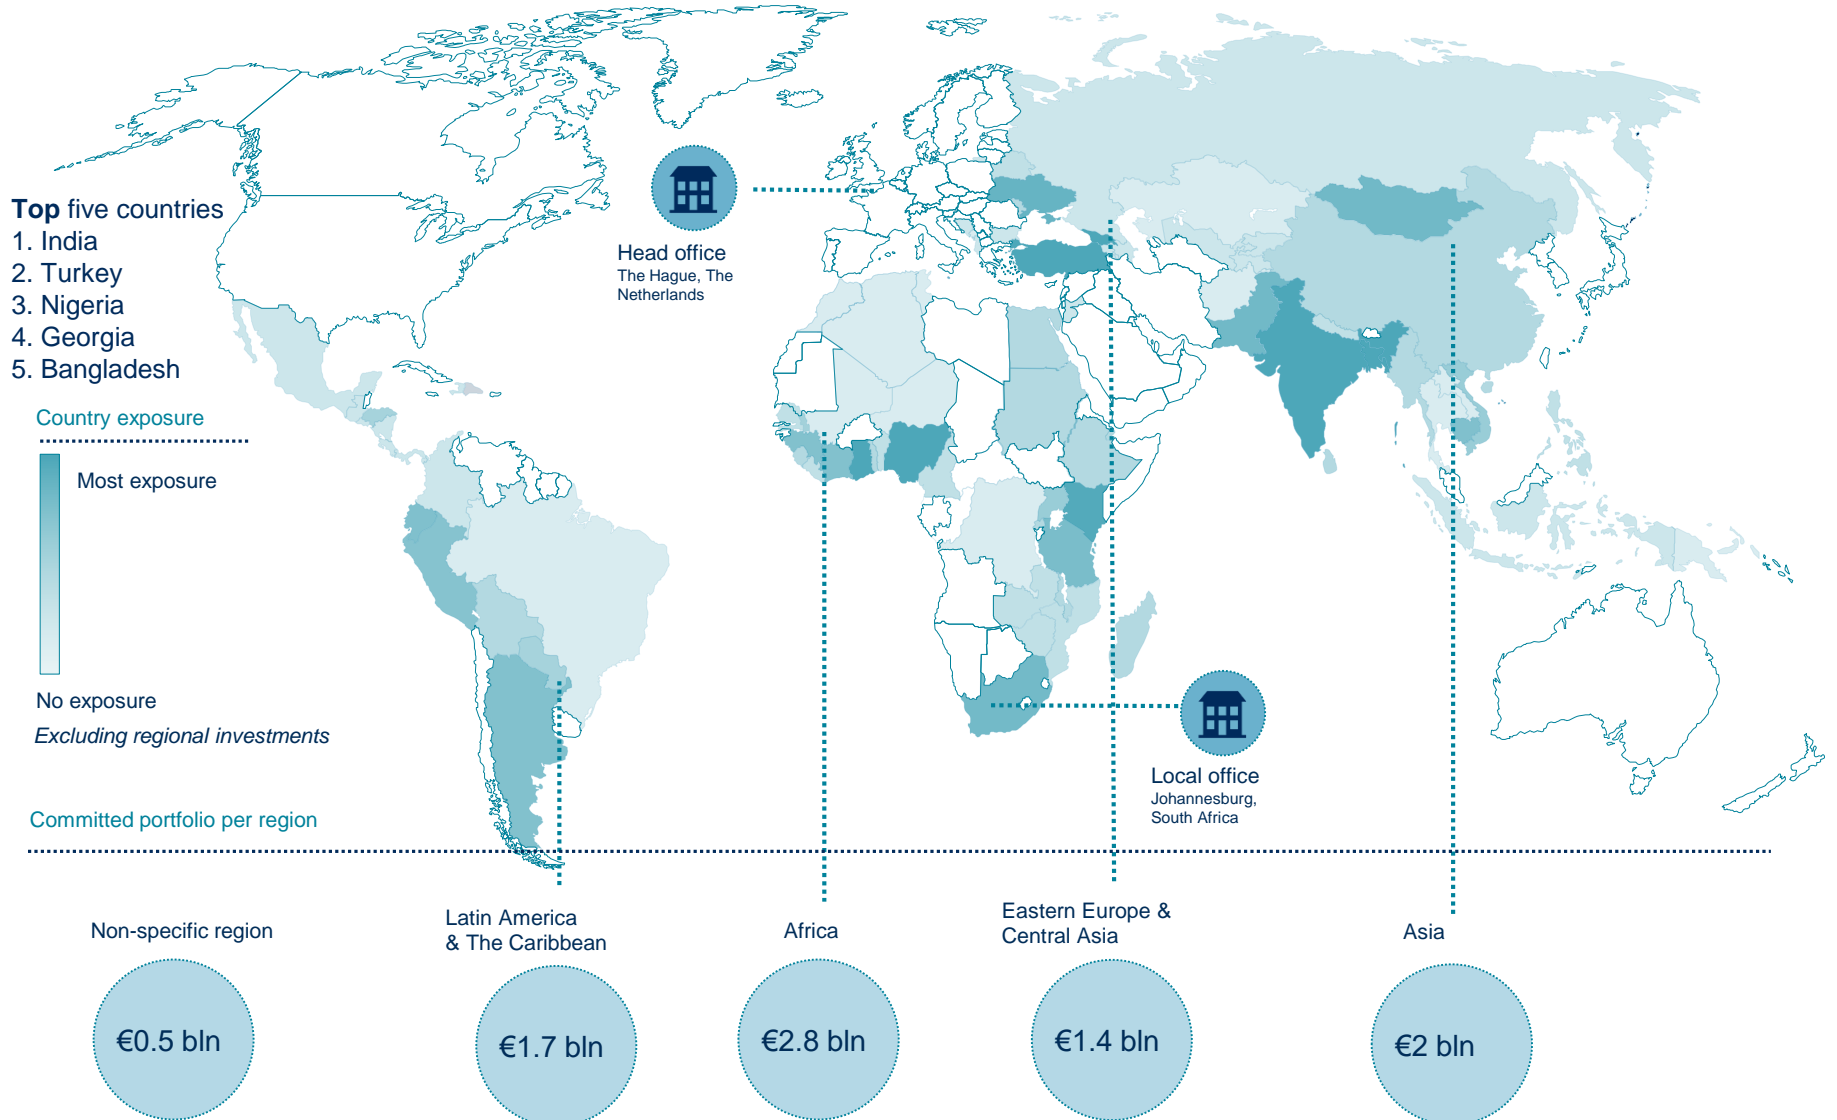 Top five countries
1. India
2. Turkey
3. Nigeria
4. Georgia
5. Bangladesh
Country exposure
Most exposure
No exposure
Excluding regional investments
Head office
The Hague, The
Netherlands
Local office
Johannesburg,
South Africa
Committed portfolio per region
Non-specific region
€0.5 bln
Latin America
& The Caribbean
€1.7 bln
Africa
€2.8 bln
Eastern Europe &
Central Asia
€1.4 bln
Asia
€2 bln